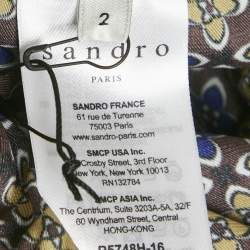 2
sandro
PARIS
SANDRO FRANCE
61 rue de Turenne
75003 Paris
sandro-paris.com
SMCP USA Inc.
Crosby Street, 3rd Floor
New York, New York 10013
RN132784
SMCP ASIA Inc.
The Centrium, Suite 3203A-5A, 32/F
60 Wyndham Street, Central
HONG-KONG